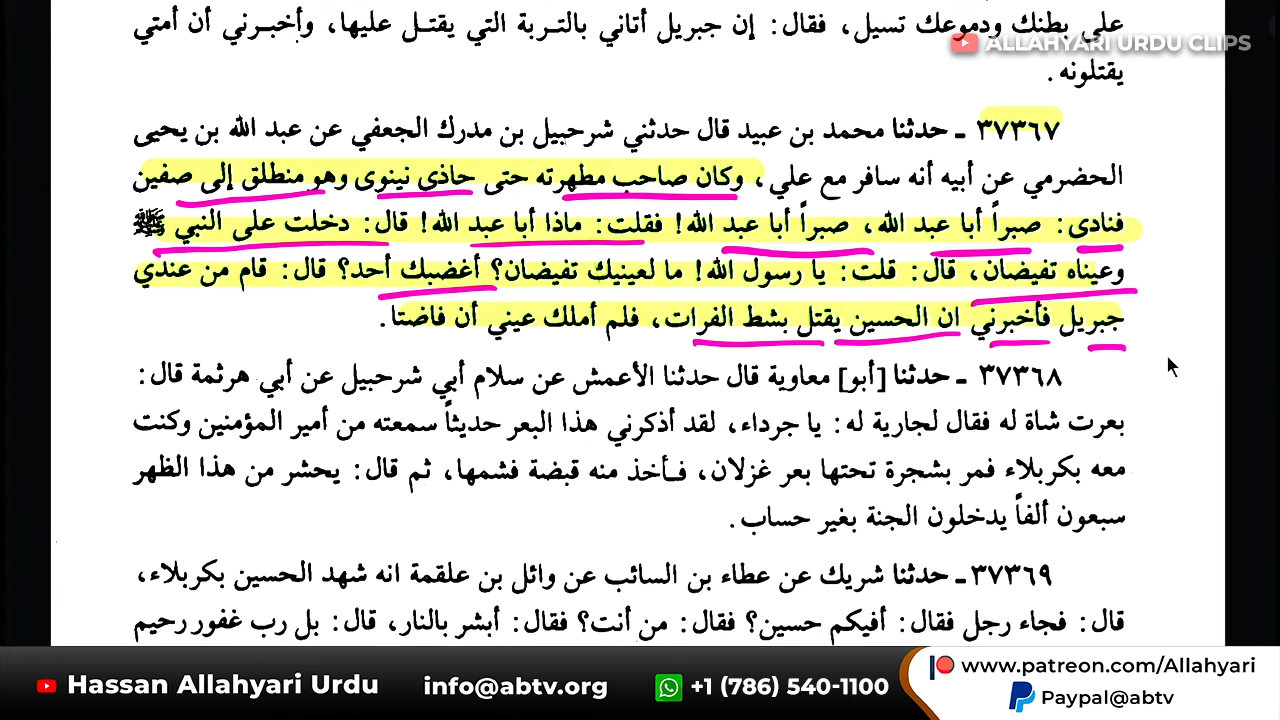 على بطنك ودموعك تسيل، فقال: إن جبريل أتاني بالتربة التي يقتل عليها، وأخبرني أن أمتي
ALLAHYARI URDU CLIPS
يقتلونه.
٣٧٣٦٧ ـ حدثنا محمد بن عبيد قال حدثني شرحبيل بن مدرك الجعفي عن عبد الله بن يحيى
الحضرمي عن أبيه أنه سافر مع علي، وكان صاحب مطهرته حتى حاذى نينوى وهو منطلق إلى صفين
فنادى: صبراً أبا عبد الله، صبراً أبا عبد الله! فقلت: ماذا أبا عبد الله! قال: دخلت على النبي ﷺ
وعيناه تفيضان، قال: قلت: يا رسول الله! ما لعينيك تفيضان؟ أغضبك أحد؟ قال: قام من عندي
جبريل فأخبرني ان الحسين يقتل بشط الفرات، فلم أملك عيني أن فاضتا.
٣٧٣٦٨ ـ حدثنا [أبو] معاوية قال حدثنا الأعمش عن سلام أبي شرحبيل عن أبي هرثمة قال:
بعرت شاة له فقال لجارية له: يا جرداء، لقد أذكرني هذا البعر حديثاً سمعته من أمير المؤمنين وكنت
معه بكربلاء فمر بشجرة تحتها بعر غزلان، فأخذ منه قبضة فشمها، ثم قال: يحشر من هذا الظهر
سبعون ألفاً يدخلون الجنة بغير حساب.
٣٧٣٦٩ ـ حدثنا شريك عن عطاء بن السائب عن وائل بن علقمة انه شهد الحسين بكربلاء،
قال: فجاء رجل فقال: أفيكم حسين؟ فقال: من أنت؟ فقال: أبشر بالنار، قال: بل رب غفور رحيم
Hassan Allahyari Urdu
info@abtv.org
+1 (786) 540-1100
www.patreon.com/Allahyari
Paypal@abtv